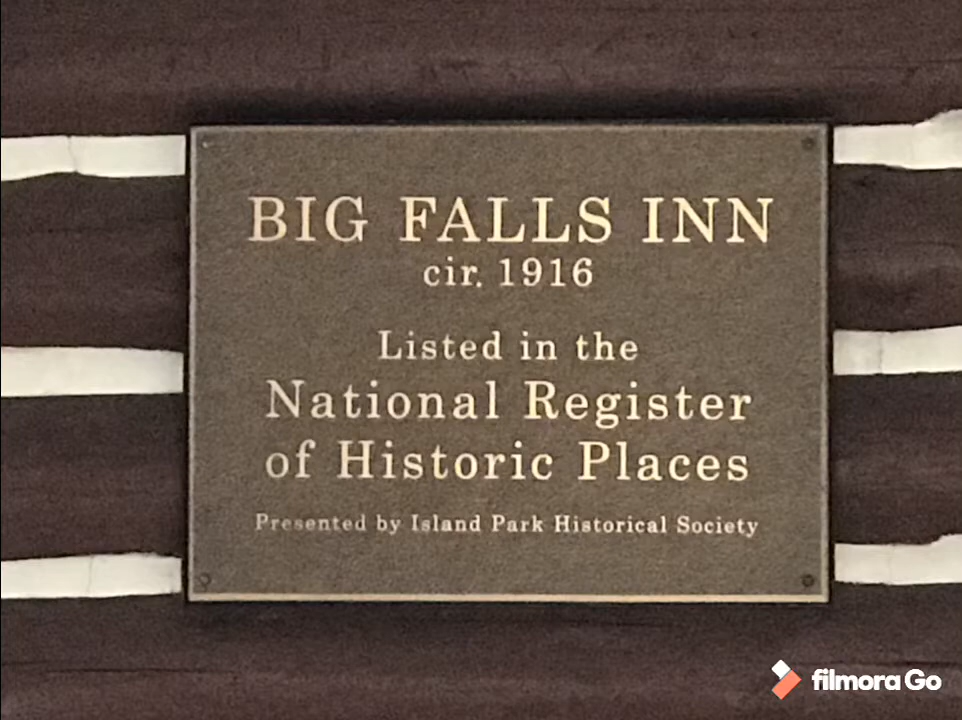 BIG FALLS INN
cir. 1916
Listed in the
National Register
of Historic Places
Presented by Island Park Historical Society
filmora Go